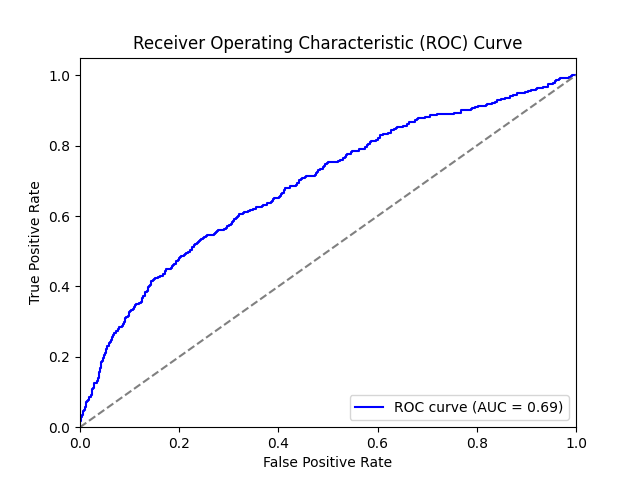 Receiver Operating Characteristic (ROC) Curve
True Positive Rate
1.0
0.8
0.6
0.4
0.2
0.0
ROC curve (AUC = 0.69)
0.0 0.2 0.4 0.6 0.8 1.0
False Positive Rate